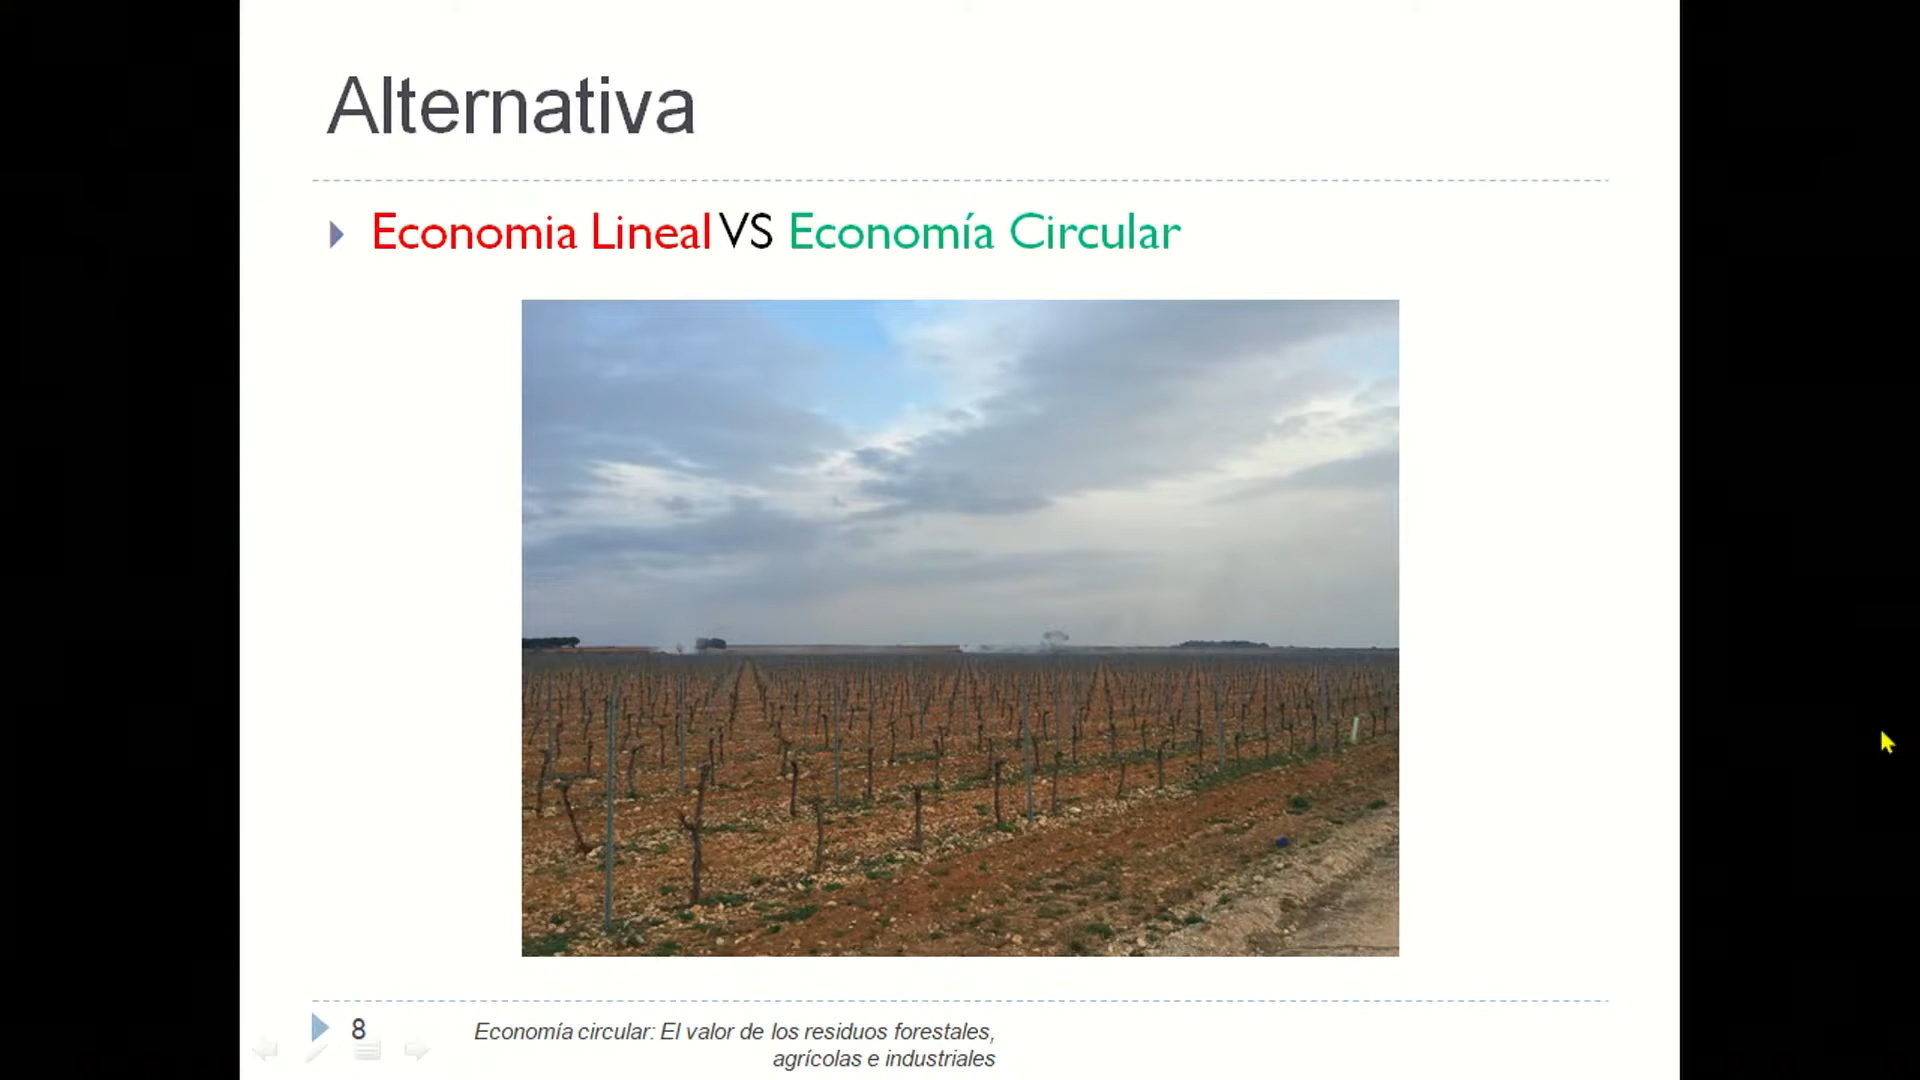 Alternativa
Economia Lineal VS Economía Circular
8
Economía circular: El valor de los residuos forestales,
agrícolas e industriales